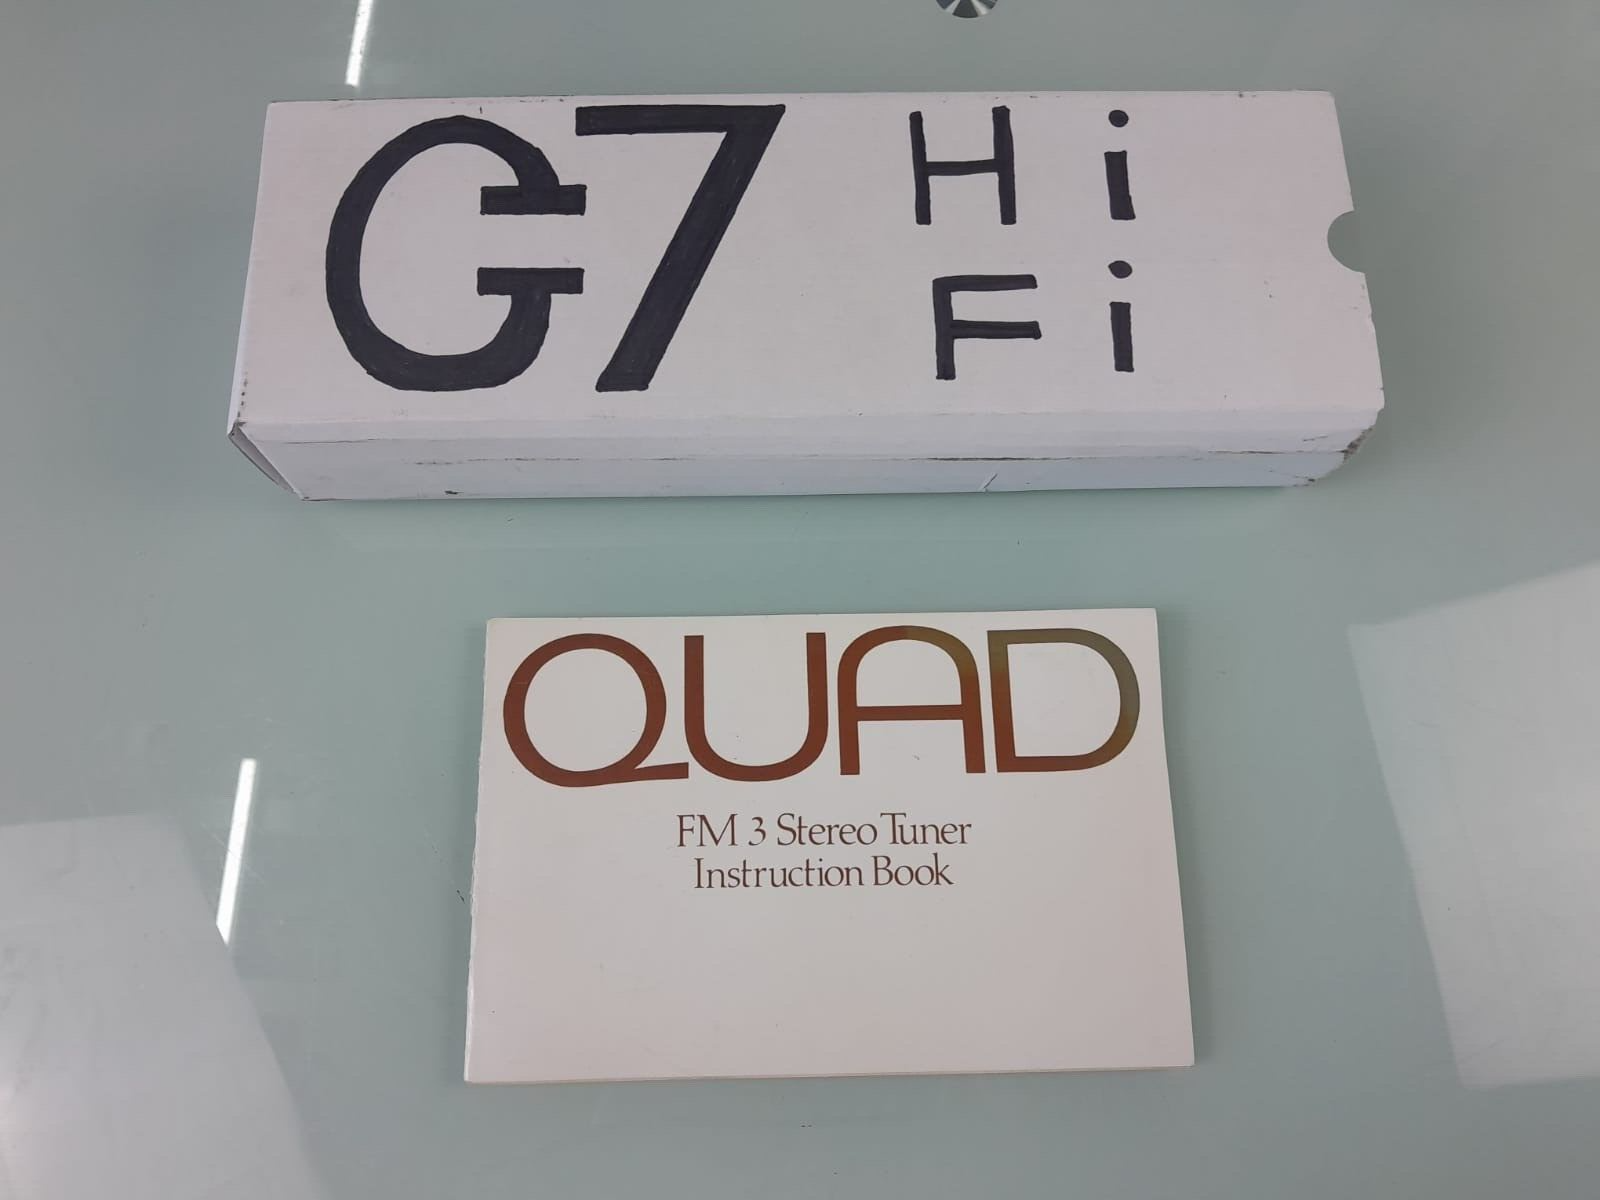 G7 Hi
Fi
QUAD
FM 3 Stereo Tuner
Instruction Book